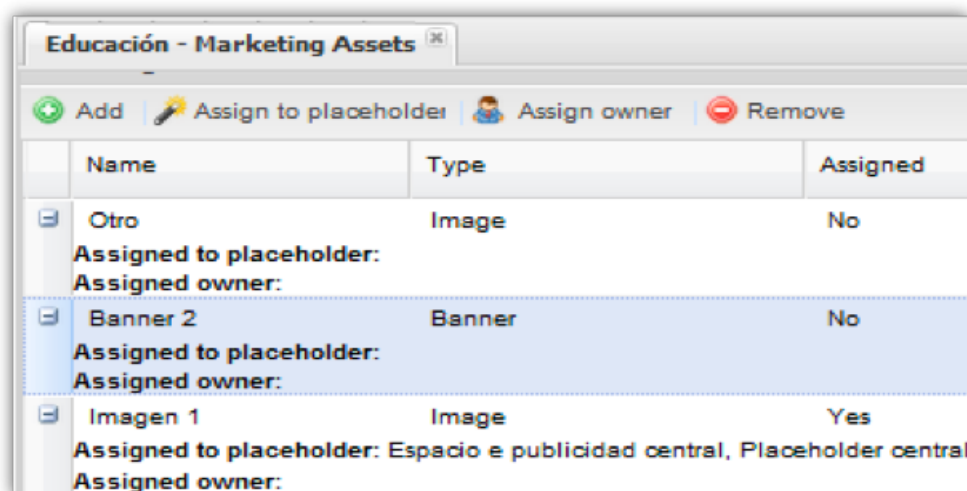 Educación - Marketing Assets
Add Assign to placeholder Assign owner Remove
Name Type Assigned
Otro Image No
Assigned to placeholder:
Assigned owner:
Banner 2 Banner No
Assigned to placeholder:
Assigned owner:
Imagen 1 Image Yes
Assigned to placeholder: Espacio e publicidad central, Placeholder central
Assigned owner: